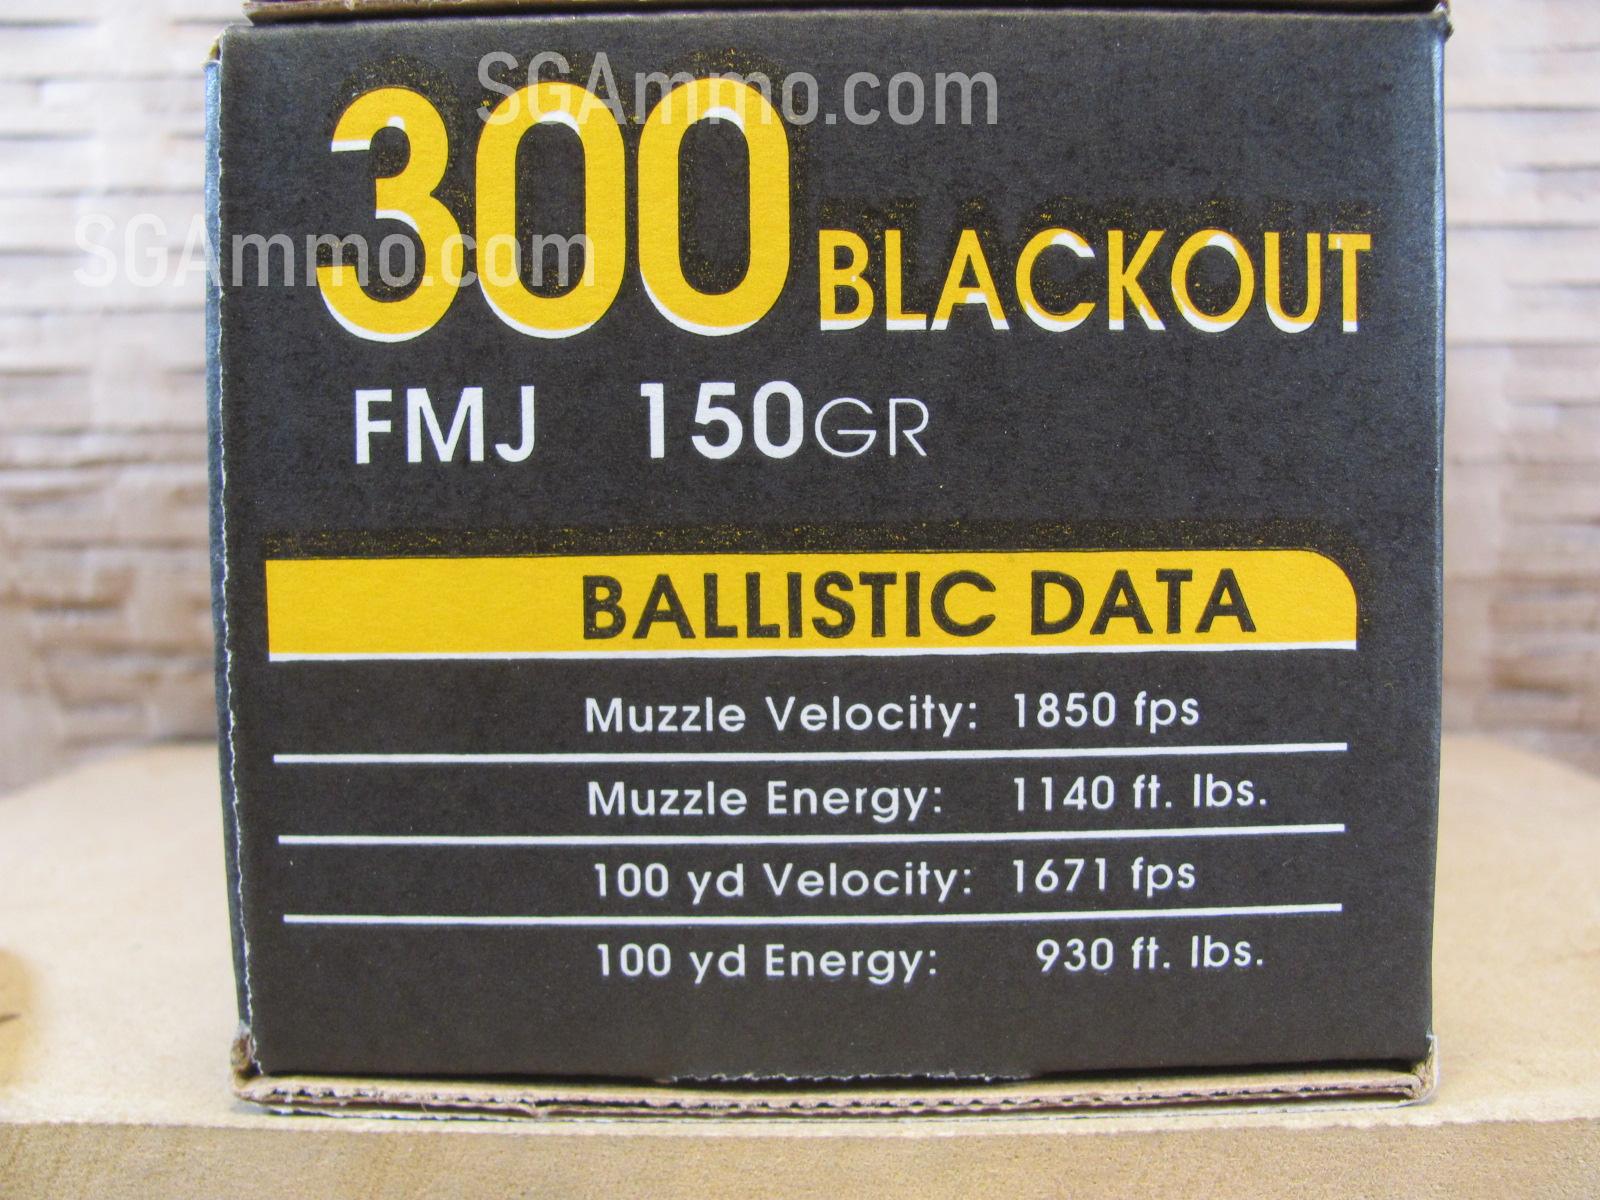 SGAmmo.com
300 BLACKOUT
SGAmmo.com
FMJ 150GR
BALLISTIC DATA
Muzzle Velocity: 1850 fps
Muzzle Energy: 1140 ft. lbs.
100 yd Velocity: 1671 fps
100 yd Energy: 930 ft. lbs.